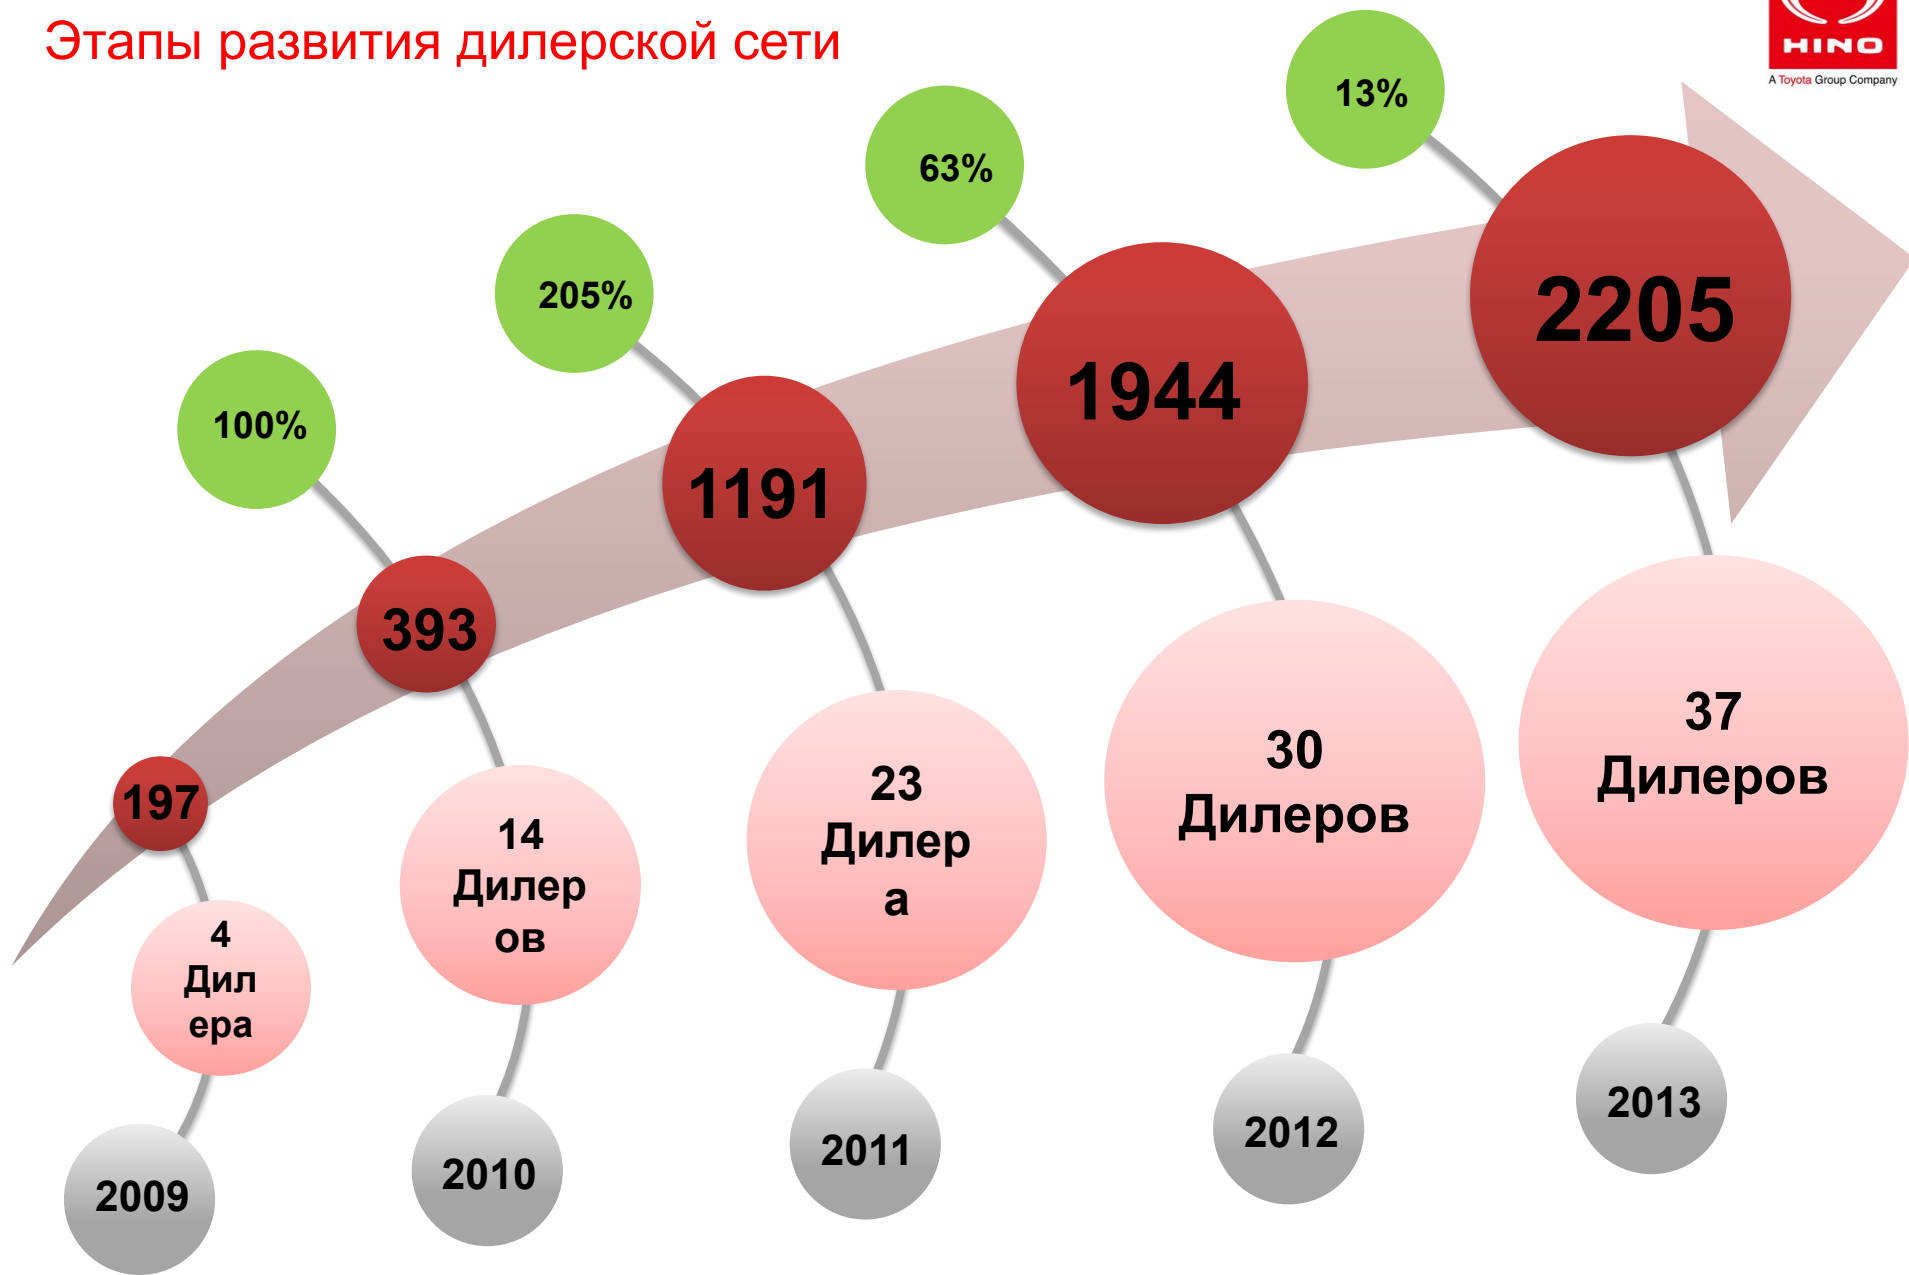 Этапы развития дилерской сети
HINO
A Toyota Group Company
13%
63%
205%
100%
2205
1944
1191
393
197
37
Дилеров
30
Дилеров
23
Дилер
а
14
Дилер
ов
4
Дил
ера
2009
2010
2011
2012
2013